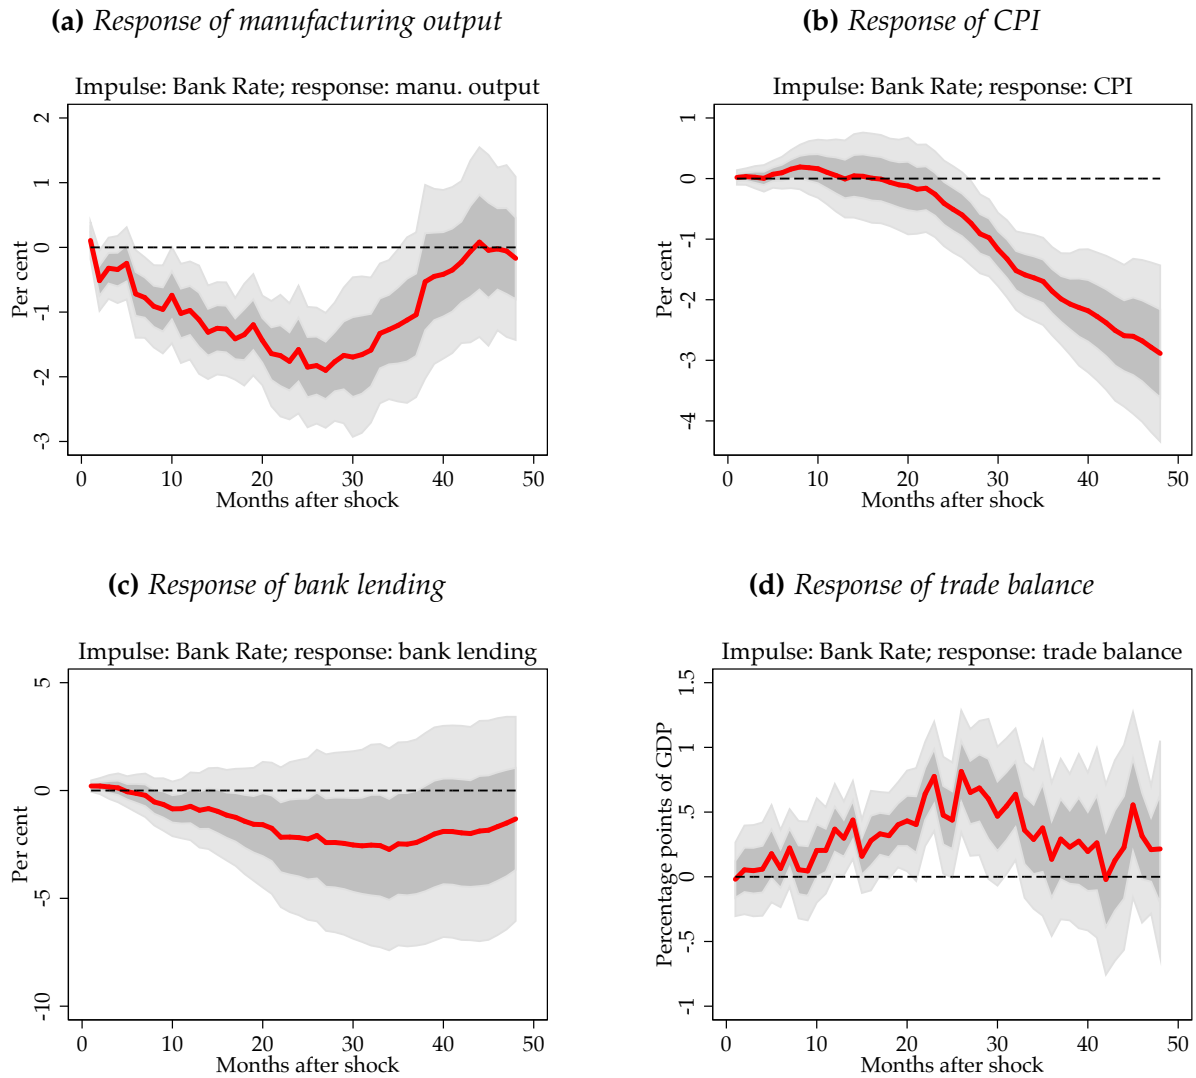 (a) Response of manufacturing output
Impulse: Bank Rate; response: manu. output
Per cent
2
1
0
-1
-2
-3
0 10 20 30 40 50
Months after shock
(b) Response of CPI
Impulse: Bank Rate; response: CPI
Per cent
1
0
-1
-2
-3
-4
0 10 20 30 40 50
Months after shock
(c) Response of bank lending
Impulse: Bank Rate; response: bank lending
Per cent
5
0
-5
-10
0 10 20 30 40 50
Months after shock
(d) Response of trade balance
Impulse: Bank Rate; response: trade balance
Percentage points of GDP
1.5
1
.5
0
-.5
-1
0 10 20 30 40 50
Months after shock